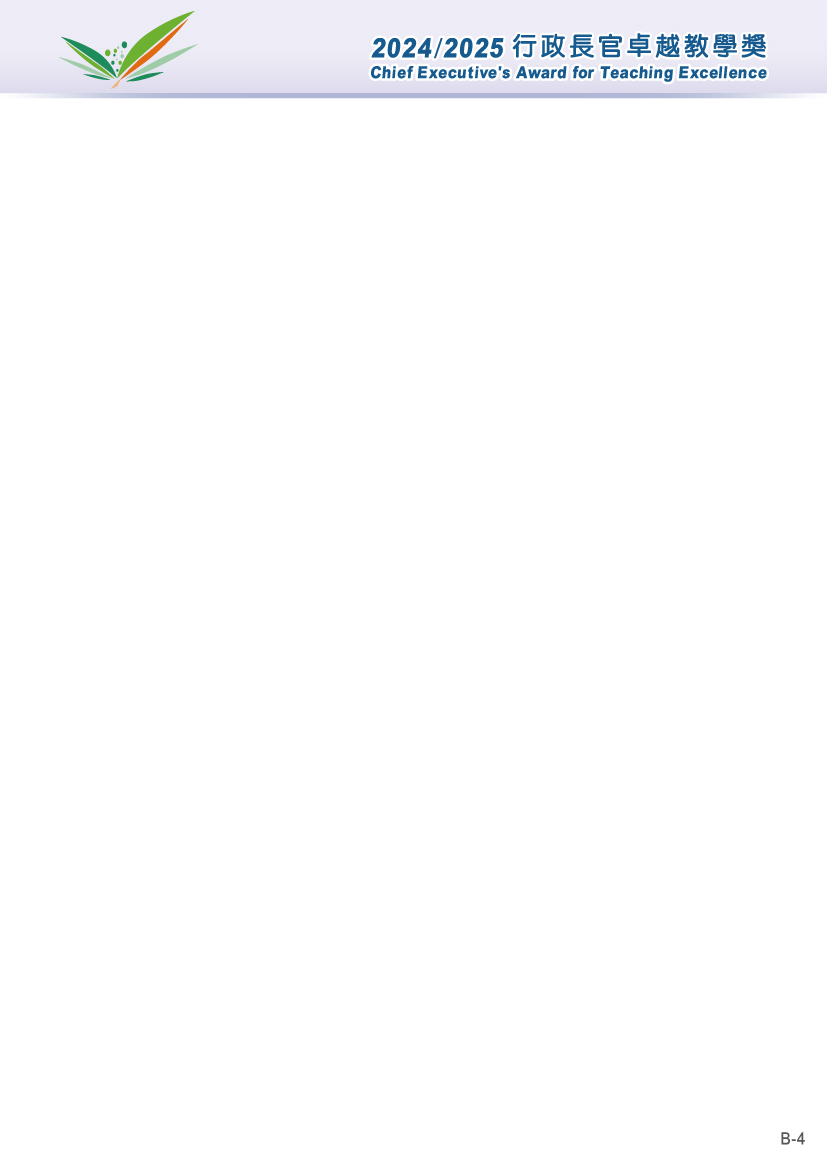 2024/2025 行政長官卓越教學獎
Chief Executive's Award for Teaching Excellence
B-4